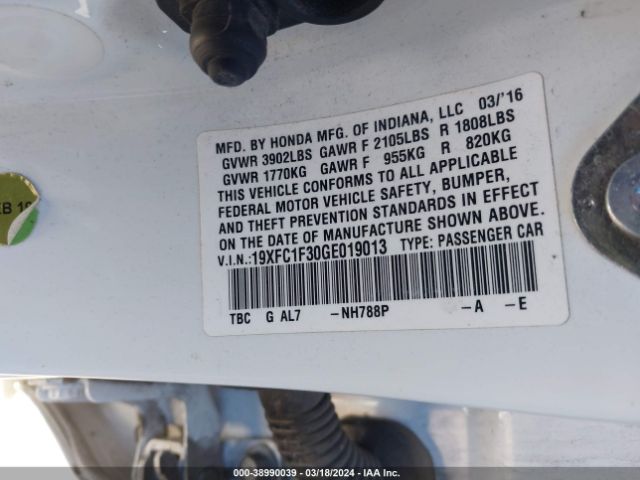 MFD. BY HONDA MFG. OF INDIANA, LLC 03/'16
GVWR 3902LBS GAWR F 2105LBS R 1808LBS
GVWR 1770KG GAWR F 955KG R 820KG
THIS VEHICLE CONFORMS TO ALL APPLICABLE
FEDERAL MOTOR VEHICLE SAFETY, BUMPER,
AND THEFT PREVENTION STANDARDS IN EFFECT
ON THE DATE OF MANUFACTURE SHOWN ABOVE.
V.I.N.:19XFC1F30GE019013 TYPE: PASSENGER CAR
TBC G AL7 -NH788P -A -E
000-38990039 - 03/18/2024 - IAA Inc.